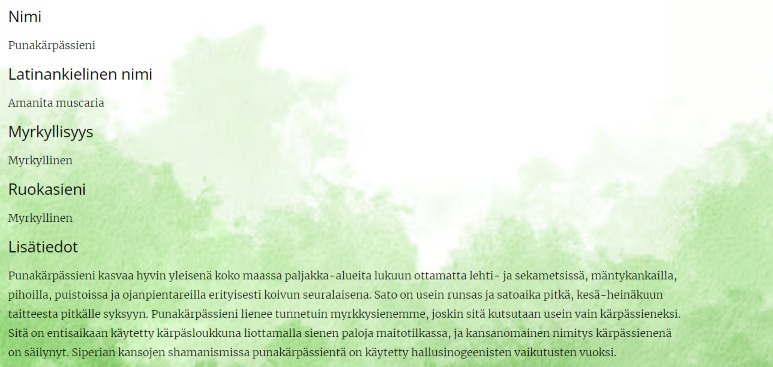 Nimi
Punakärpässieni
Latinankielinen nimi
Amanita muscaria
Myrkyllisyys
Myrkyllinen
Ruokasieni
Myrkyllinen
Lisätiedot
Punakärpässieni kasvaa hyvin yleisenä koko maassa paljakka-alueita lukuun ottamatta lehti- ja sekametsissä, mäntykankailla,
pihoilla, puistoissa ja ojanpientareilla erityisesti koivun seuralaisena. Sato on usein runsas ja satoaika pitkä, kesä-heinäkuun
taitteesta pitkälle syksyyn. Punakärpässieni lienee tunnetuin myrkkysienemme, joskin sitä kutsutaan usein vain kärpässieneksi.
Sitä on entisaikaan käytetty kärpäsloukkuna liottamalla sienen paloja maitotilkassa, ja kansanomainen nimitys kärpässienenä
on säilynyt. Siperian kansojen shamanismissa punakärpässientä on käytetty hallusinogeenisten vaikutusten vuoksi.